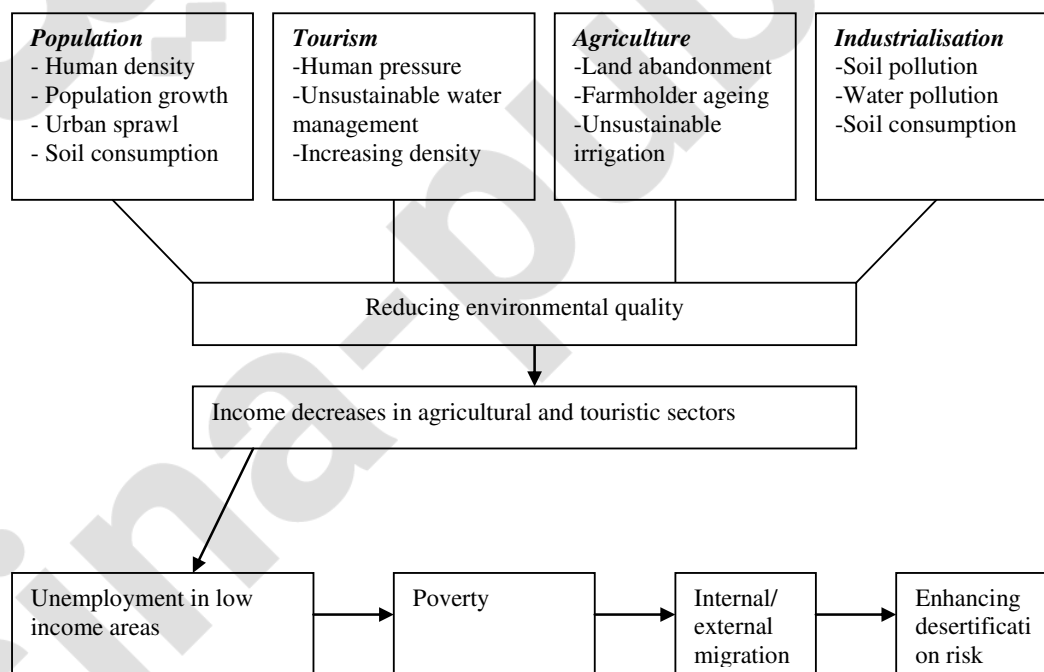 Population
- Human density
- Population growth
- Urban sprawl
- Soil consumption
Tourism
-Human pressure
-Unsustainable water
management
-Increasing density
Agriculture
-Land abandonment
-Farmholder ageing
-Unsustainable
irrigation
Industrialisation
-Soil pollution
-Water pollution
-Soil consumption
Reducing environmental quality
Income decreases in agricultural and touristic sectors
Unemployment in low
income areas
Poverty
Internal/
external
migration
Enhancing
desertificati
on risk